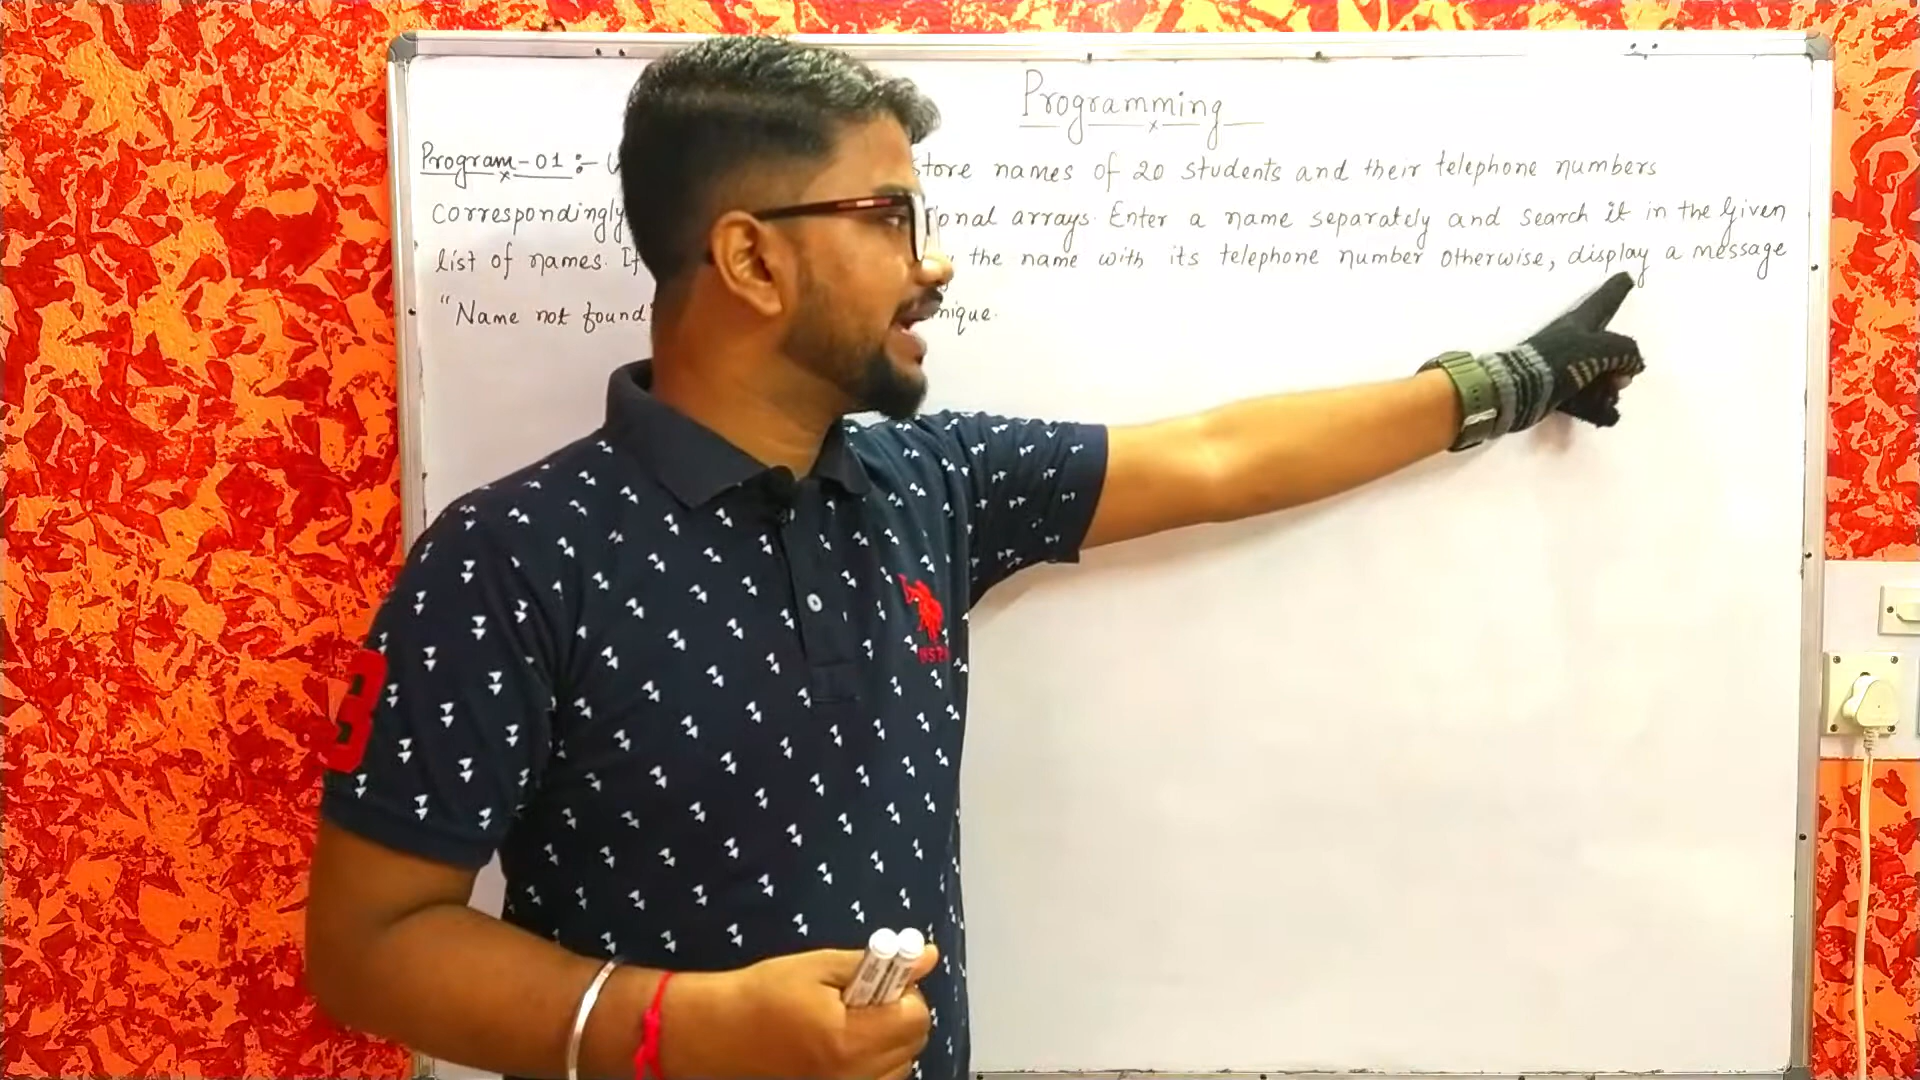 Programming
Program-01 :- store names of 20 students and their telephone numbers
correspondingly arrays. Enter a name separately and search it in the given
list of names. If the name with its telephone number otherwise, display a message
"Name not found
3